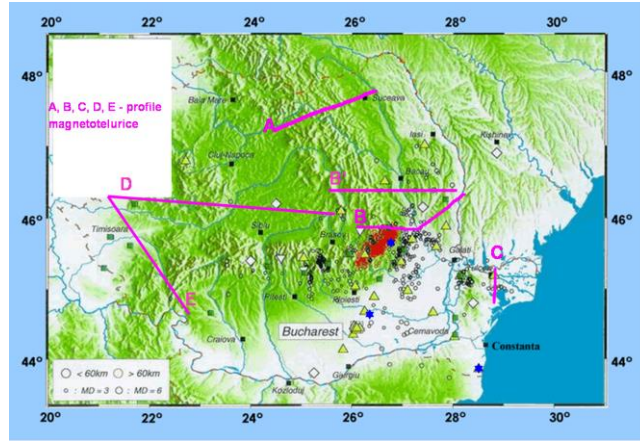 20° 22° 24° 26° 28° 30°
48° 48°
A, B, C, D, E - profile
magnetotelurice
Baia Mare
Suceava
A
Iasi
Kishinev
Cluj-Napoca
Bacau
D
B'
46° 46°
B
Timisoara
Sibiu
Brasov
Galati
C
Pitesti
Ploiesti
E
Bucharest
Craiova
Cernavoda
Constanta
44° 44°
< 60km > 60km
: MD = 3 : MD = 6
Giurgiu
Kozloduj
20° 22° 24° 26° 28° 30°